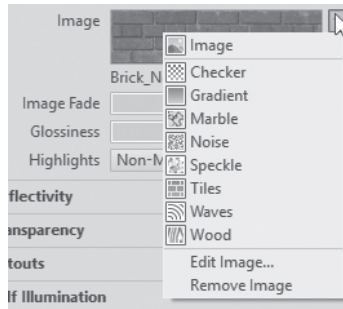 Image
Image
Brick_N
Checker
Gradient
Image Fade
Marble
Noise
Glossiness
Speckle
Highlights Non-M
Tiles
flectivity
Waves
ansparency
Wood
touts
Edit Image...
Remove Image
lf Illumination